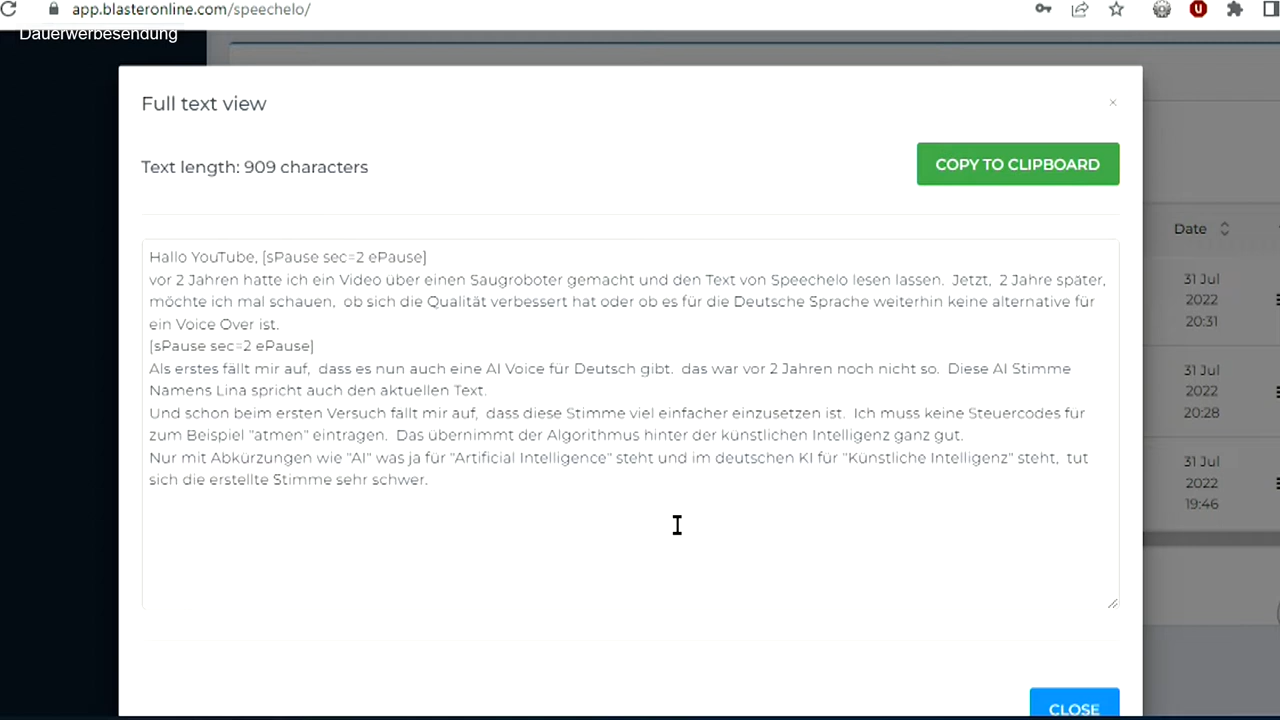 app.blasteronline.com/speechelo/
Dauerwerbesendung
Full text view
×
Text length: 909 characters
COPY TO CLIPBOARD
Hallo YouTube, [sPause sec=2 ePause]
vor 2 Jahren hatte ich ein Video über einen Saugroboter gemacht und den Text von Speechelo lesen lassen.  Jetzt,  2 Jahre später,
möchte ich mal schauen,  ob sich die Qualität verbessert hat oder ob es für die Deutsche Sprache weiterhin keine alternative für
ein Voice Over ist.
[sPause sec=2 ePause]
Als erstes fällt mir auf,  dass es nun auch eine AI Voice für Deutsch gibt.  das war vor 2 Jahren noch nicht so.  Diese AI Stimme
Namens Lina spricht auch den aktuellen Text.
Und schon beim ersten Versuch fallt mir auf,  dass diese Stimme viel einfacher einzusetzen ist.  Ich muss keine Steuercodes für
zum Beispiel "atmen" eintragen.  Das übernimmt der Algorithmus hinter der künstlichen Intelligenz ganz gut.
Nur mit Abkürzungen wie "AI" was ja für "Artificial Intelligence" steht und im deutschen KI für "Künstliche Intelligenz" steht,  tut
sich die erstellte Stimme sehr schwer.
Date
31 Jul
2022
20:31
31 Jul
2022
20:28
31 Jul
2022
19:46
CLOSE